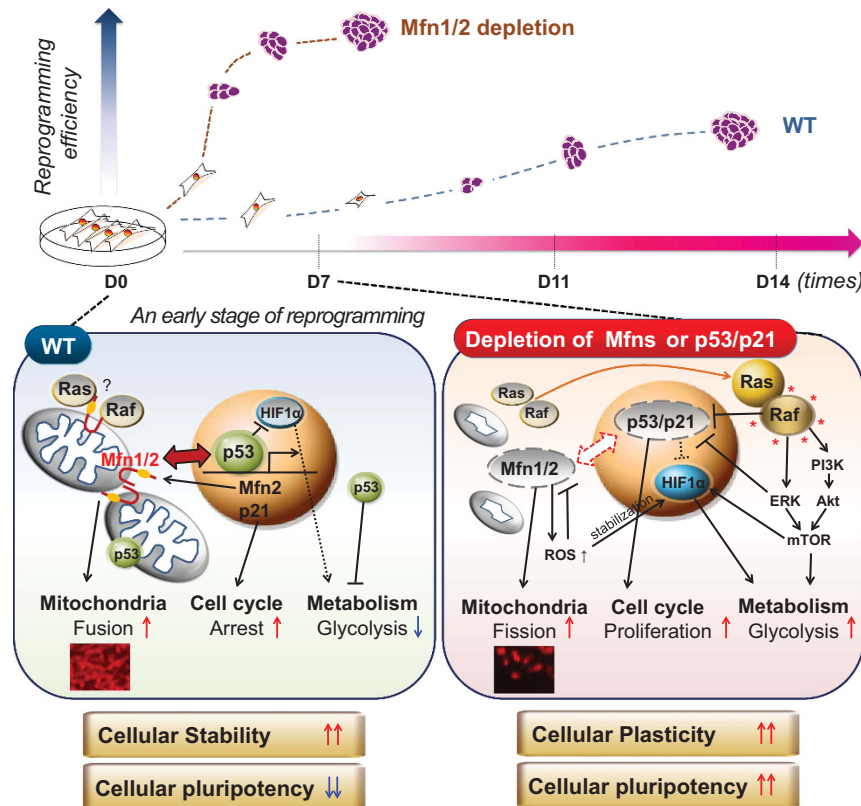 Reprogramming
efficiency
Mfn1/2 depletion
WT
D0
D7
D11
D14
(times)
An early stage of reprogramming
WT
Ras
?
Raf
HIF1α
p53
Mfn1/2
Mfn2
p21
p53
p53
Mitochondria
Fusion ↑
Cell cycle
Arrest ↑
Metabolism
Glycolysis ↓
Cellular Stability ↑↑
Cellular pluripotency ↓↓
Depletion of Mfns or p53/p21
Ras
Raf
Ras
Raf
* * * * * *
p53/p21
Mfn1/2
HIF1α
PI3K
ERK
Akt
mTOR
stabilization
ROS ↑
Mitochondria
Fission ↑
Cell cycle
Proliferation ↑
Metabolism
Glycolysis ↑
Cellular Plasticity ↑↑
Cellular pluripotency ↑↑